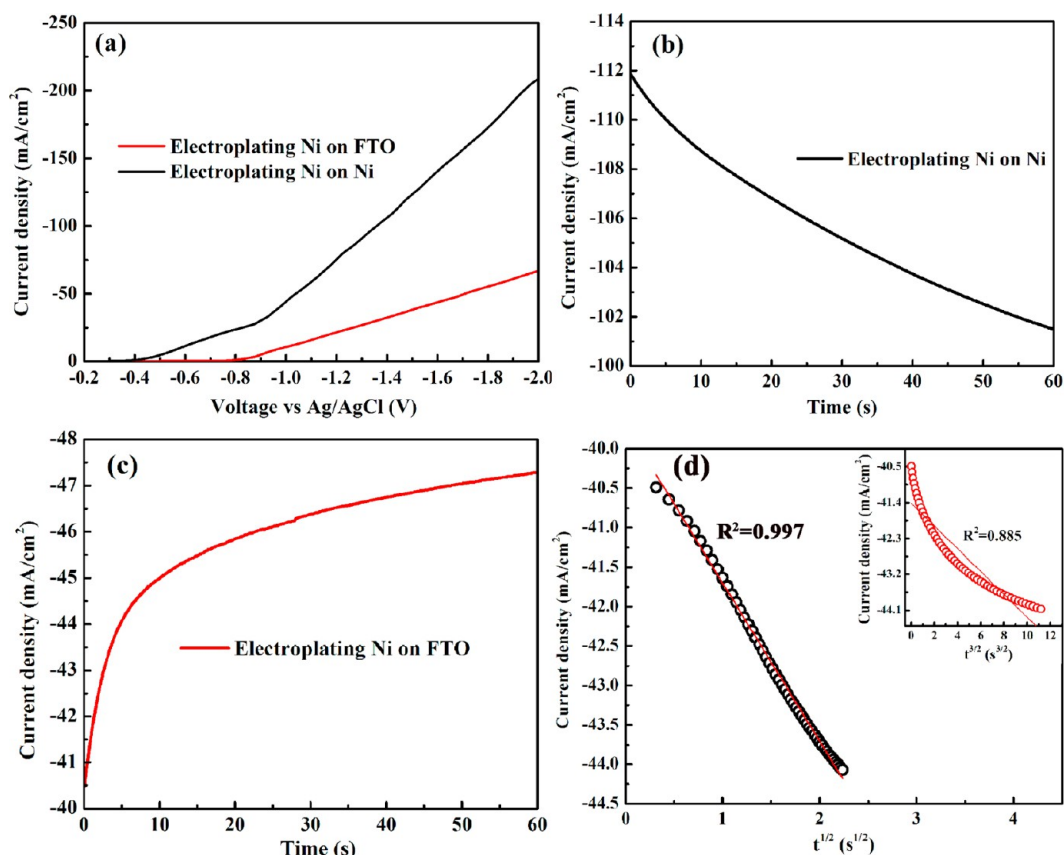 (a)
Current density (mA/cm²)
-250
-200
-150
-100
-50
0
Electroplating Ni on FTO
Electroplating Ni on Ni
-0.2 -0.4 -0.6 -0.8 -1.0 -1.2 -1.4 -1.6 -1.8 -2.0
Voltage vs Ag/AgCl (V)
(b)
Current density (mA/cm²)
-114
-112
-110
-108
-106
-104
-102
-100
Electroplating Ni on Ni
0 10 20 30 40 50 60
Time (s)
(c)
Current density (mA/cm²)
-48
-47
-46
-45
-44
-43
-42
-41
-40
Electroplating Ni on FTO
0 10 20 30 40 50 60
Time (s)
(d)
Current density (mA/cm²)
-40.0
-40.5
-41.0
-41.5
-42.0
-42.5
-43.0
-43.5
-44.0
-44.5
R²=0.997
0 1 2 3 4
t^1/2 (s^1/2)
Current density (mA/cm²)
-40.5
-41.4
-42.3
-43.2
-44.1
R²=0.885
0 2 4 6 8 10 12
t^3/2 (s^3/2)